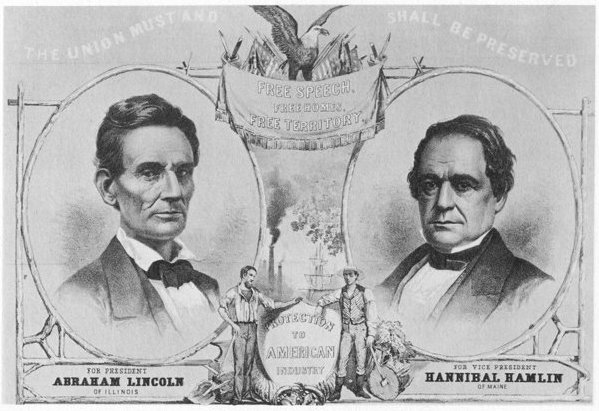 THE UNION MUST AND
SHALL BE PRESERVED
FREE SPEECH,
FREE HOMES,
FREE TERRITORY,
PROTECTION
TO
AMERICAN
INDUSTRY
FOR PRESIDENT
ABRAHAM LINCOLN
OF ILLINOIS
FOR VICE PRESIDENT
HANNIBAL HAMLIN
OF MAINE